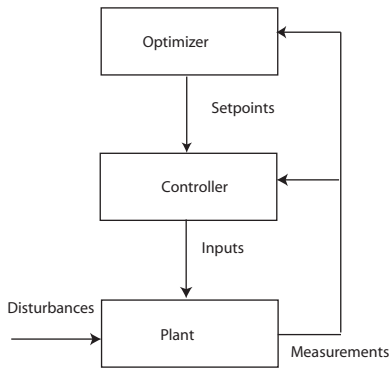 Optimizer
Setpoints
Controller
Inputs
Disturbances
Plant
Measurements